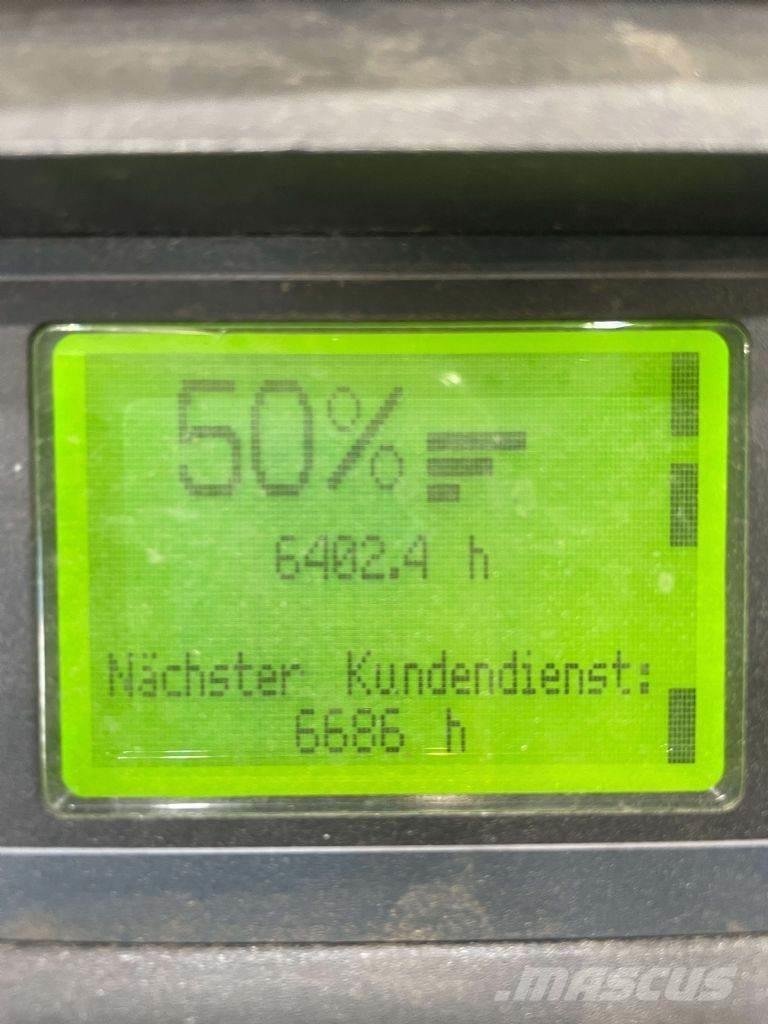 50%
6402.4 h
Nächster Kundendienst:
6686 h
MASCUS